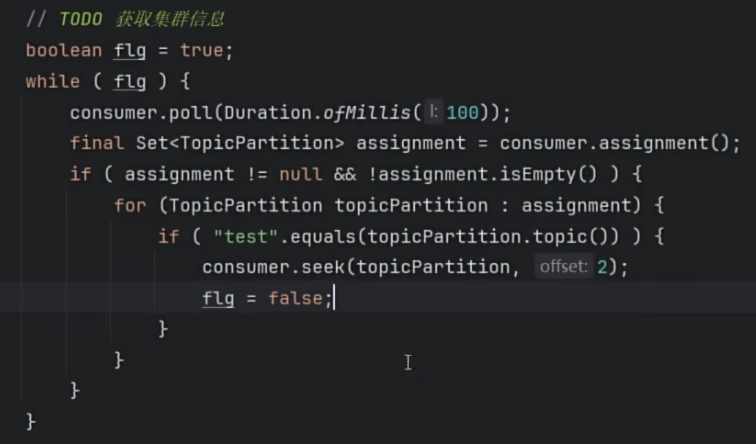 // TODO 获取集群信息
boolean flg = true;
while ( flg ) {
consumer.poll(Duration.ofMillis( l: 100));
final Set<TopicPartition> assignment = consumer.assignment();
if ( assignment != null && !assignment.isEmpty() ) {
for (TopicPartition topicPartition : assignment) {
if ( "test".equals(topicPartition.topic()) ) {
consumer.seek(topicPartition, offset: 2);
flg = false;
}
}
}
}